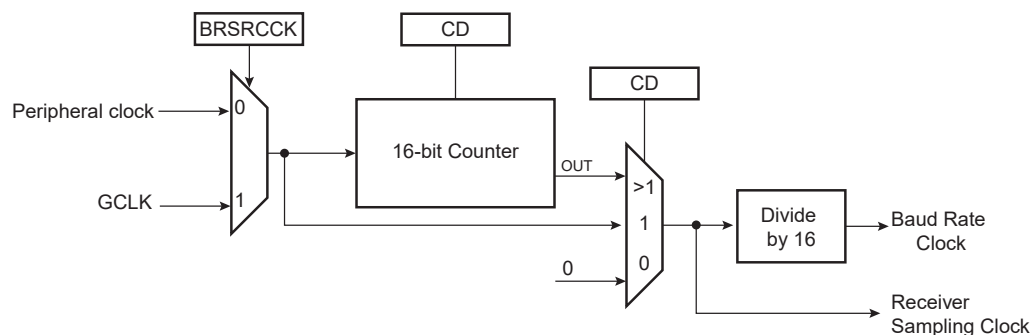 BRSRCCK
CD
CD
Peripheral clock
0
16-bit Counter
OUT
>1
GCLK
1
1
Divide
by 16
Baud Rate
Clock
0
0
Receiver
Sampling Clock